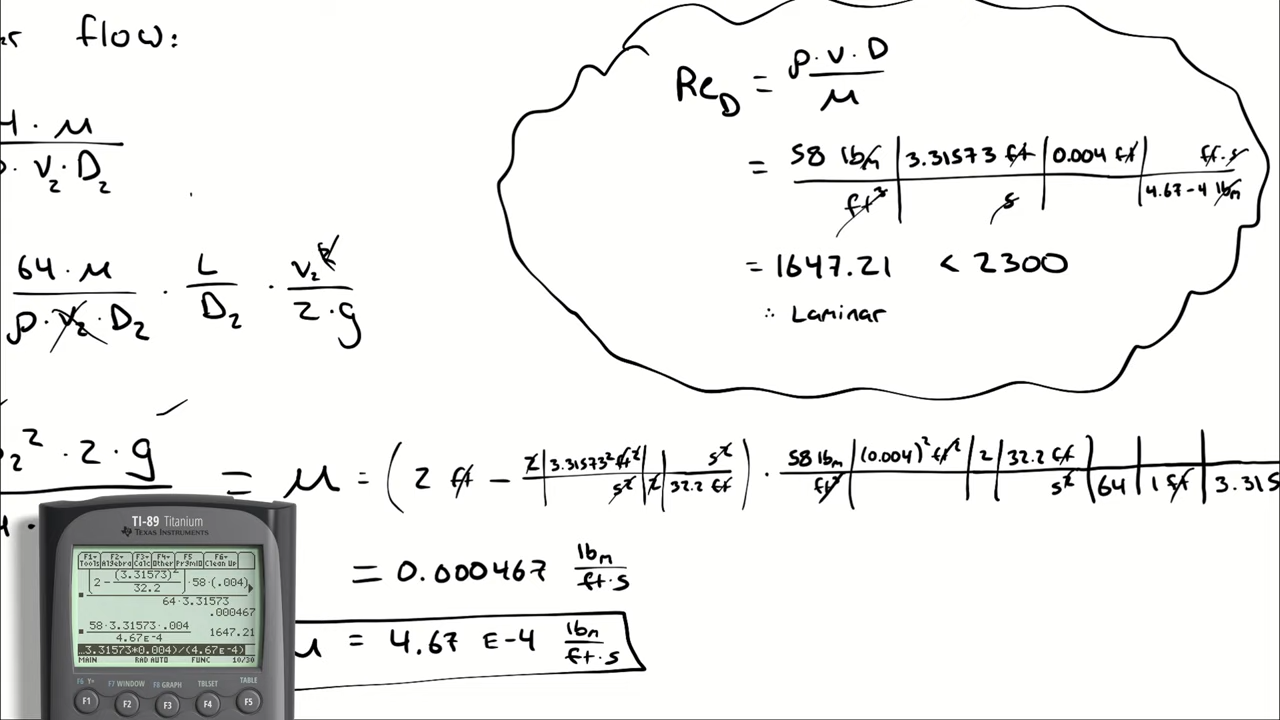 flow:
· μ
· V₂ · D₂
64 · μ / ρ · V₂ · D₂ · L / D₂ · V₂² / 2 · g
Re_D = ρ · V · D / μ
= 58 lbm / ft³ | 3.31573 ft / s | 0.004 ft | ft · s / 4.67-4 lbm
= 1647.21 < 2300
∴ Laminar
₂² · 2 · g = μ = (2 ft - 2 | 3.31573² ft² / s² | 1 / 2 | s² / 32.2 ft) · 58 lbm / ft³ | (0.004)² ft² | 2 | 32.2 ft / s² | 64 | 1 ft | 3.315
= 0.000467 lbm / ft · s
μ = 4.67 E-4 lbm / ft · s
TI-89 Titanium
TEXAS INSTRUMENTS
F1 Tools F2 Algebra F3 Calc F4 Other F5 PrgmIO F6 Clean Up
(2 - (3.31573)² / 32.2) · 58 · (.004)
64 · 3.31573
.000467
58 · 3.31573 · .004 / 4.67E-4
1647.21
...3.31573*0.004)/(4.67E-4)
MAIN RAD AUTO FUNC 10/30
F6 Y= F7 WINDOW F8 GRAPH TBLSET TABLE
F1 F2 F3 F4 F5